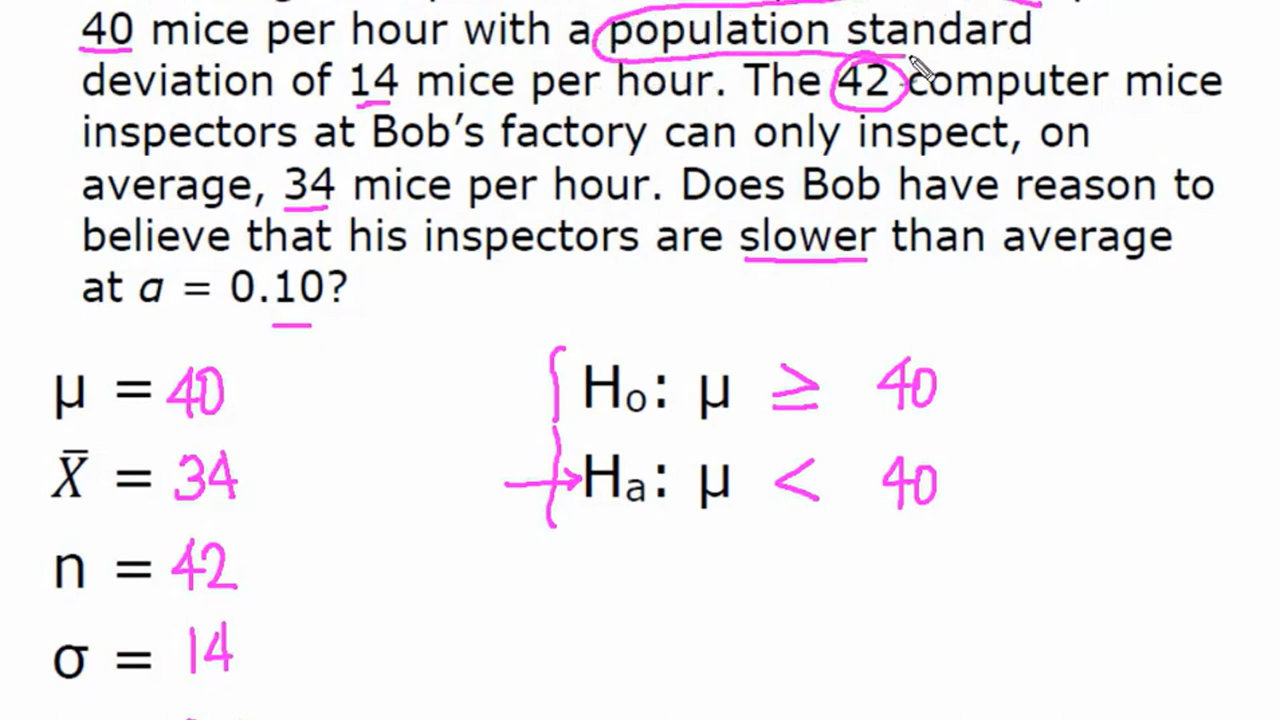 40 mice per hour with a population standard
deviation of 14 mice per hour. The 42 computer mice
inspectors at Bob’s factory can only inspect, on
average, 34 mice per hour. Does Bob have reason to
believe that his inspectors are slower than average
at a = 0.10?
μ = 40
H₀: μ ≥ 40
X̄ = 34
Hₐ: μ < 40
n = 42
σ = 14